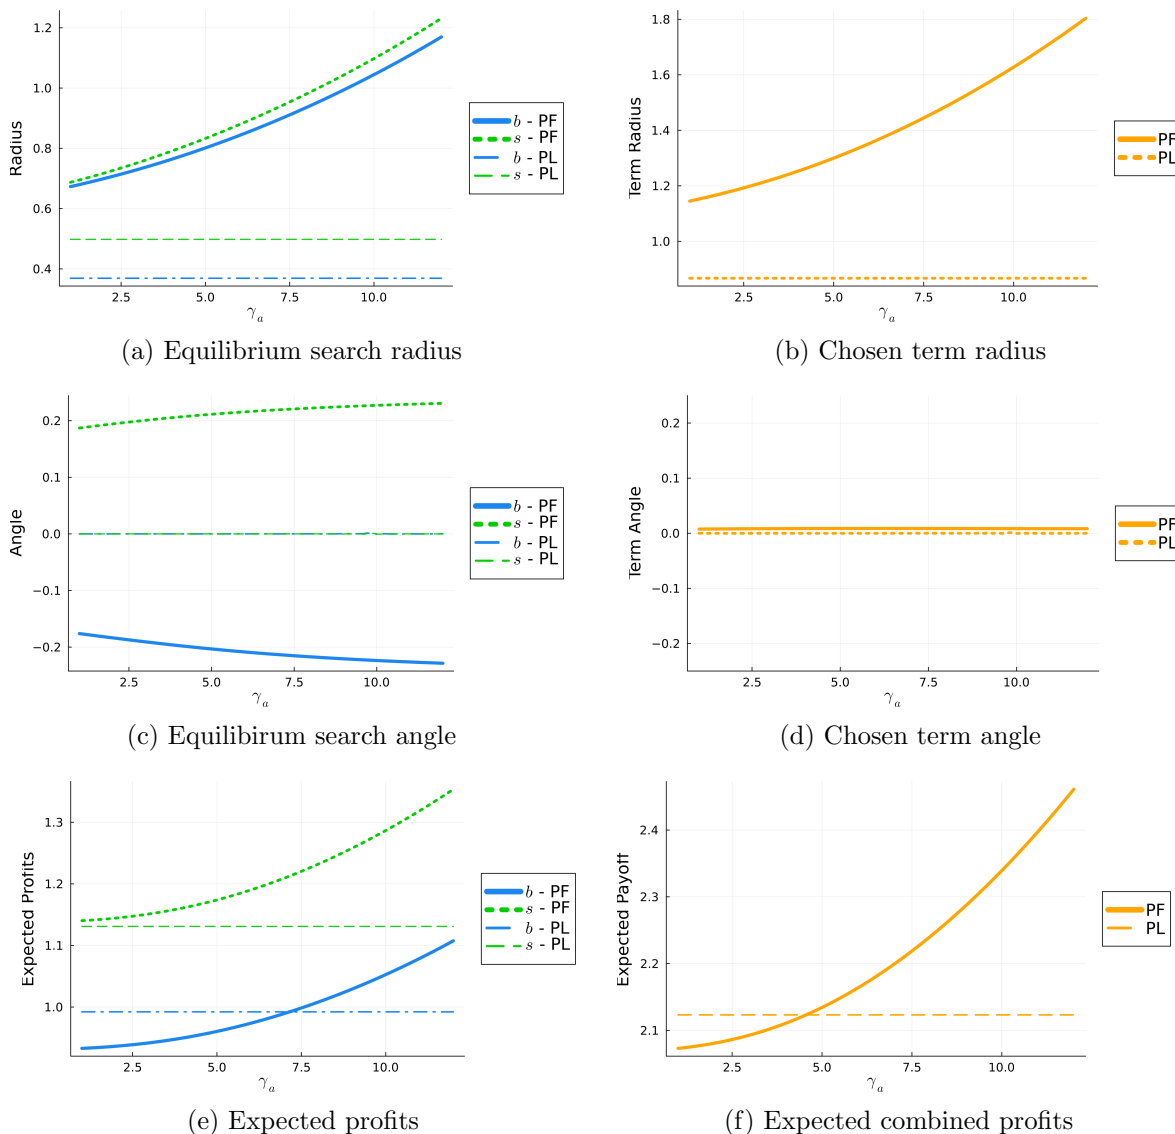 1.2
1.0
0.8
0.6
0.4
Radius
2.5
5.0
7.5
10.0
γa
b - PF
s - PF
b - PL
s - PL
(a) Equilibrium search radius
1.8
1.6
1.4
1.2
1.0
Term Radius
2.5
5.0
7.5
10.0
γa
PF
PL
(b) Chosen term radius
0.2
0.1
0.0
−0.1
−0.2
Angle
2.5
5.0
7.5
10.0
γa
b - PF
s - PF
b - PL
s - PL
(c) Equilibirum search angle
0.2
0.1
0.0
−0.1
−0.2
Term Angle
2.5
5.0
7.5
10.0
γa
PF
PL
(d) Chosen term angle
1.3
1.2
1.1
1.0
Expected Profits
2.5
5.0
7.5
10.0
γa
b - PF
s - PF
b - PL
s - PL
(e) Expected profits
2.4
2.3
2.2
2.1
Expected Payoff
2.5
5.0
7.5
10.0
γa
PF
PL
(f) Expected combined profits